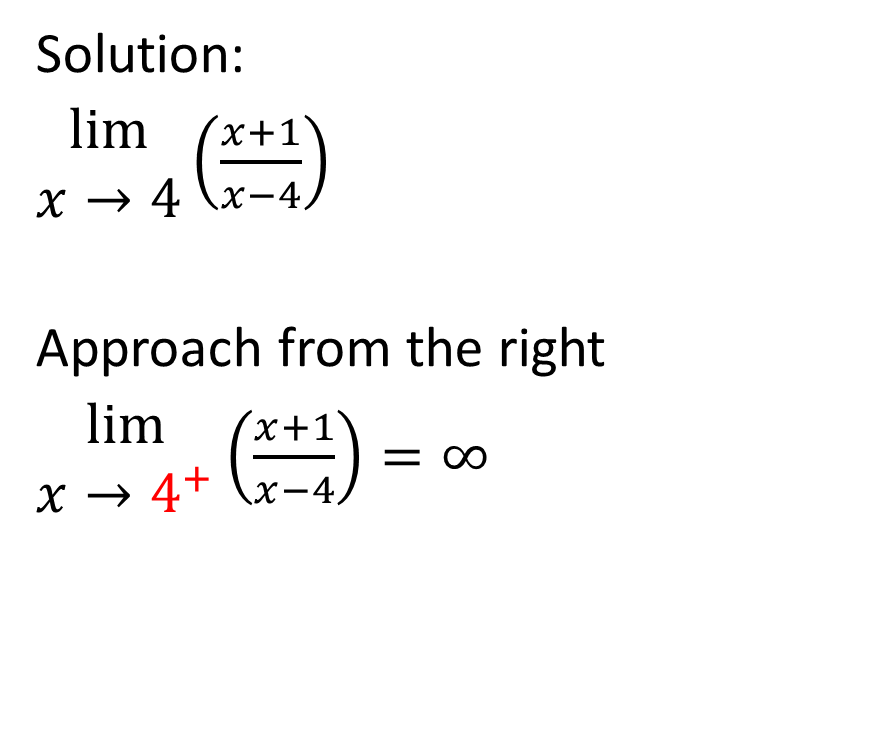 Solution:
lim x → 4 (x+1 / x−4)
Approach from the right
lim x → 4⁺ (x+1 / x−4) = ∞